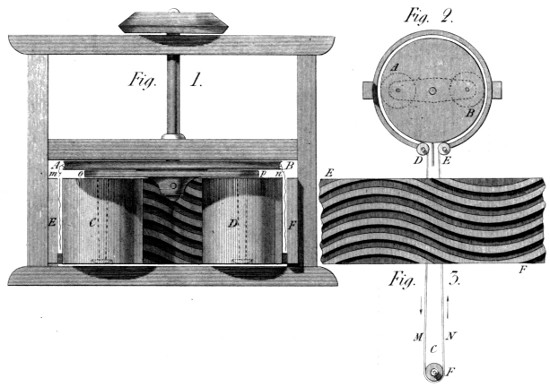 Fig. 1.
A B
m o p n
E C D F
Fig. 2.
A
B
D E
E
F
Fig. 3.
M N
C
F